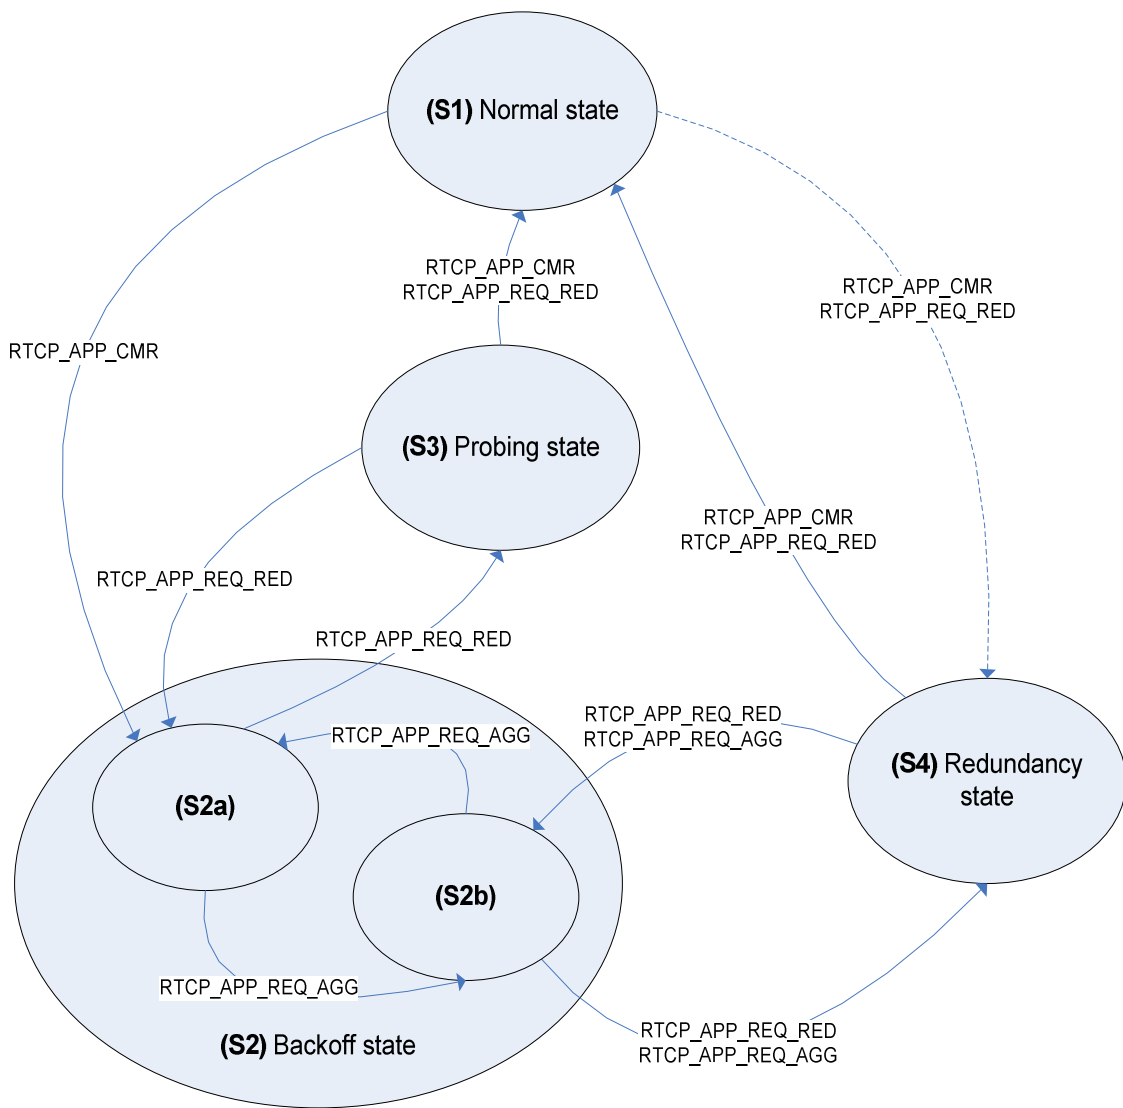 (S1) Normal state
RTCP_APP_CMR
RTCP_APP_REQ_RED
RTCP_APP_CMR
RTCP_APP_REQ_RED
RTCP_APP_CMR
(S3) Probing state
RTCP_APP_CMR
RTCP_APP_REQ_RED
RTCP_APP_REQ_RED
RTCP_APP_REQ_RED
RTCP_APP_REQ_RED
RTCP_APP_REQ_AGG
RTCP_APP_REQ_AGG
(S4) Redundancy
state
(S2a)
(S2b)
RTCP_APP_REQ_AGG
(S2) Backoff state
RTCP_APP_REQ_RED
RTCP_APP_REQ_AGG